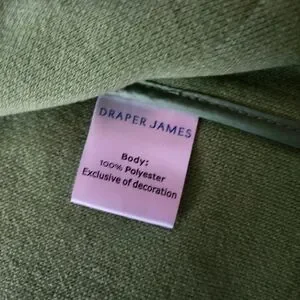 DRAPER JAMES
Body:
100% Polyester
Exclusive of decoration